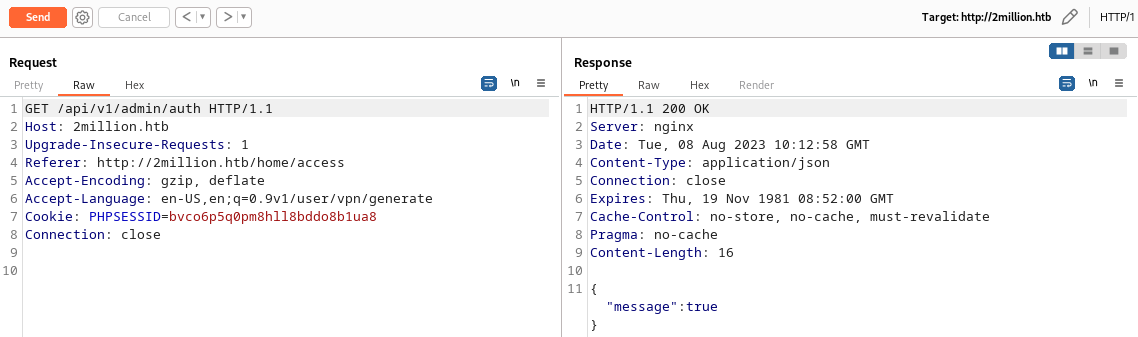 Send Cancel < > Target: http://2million.htb HTTP/1
Request
Pretty Raw Hex \n
1 GET /api/v1/admin/auth HTTP/1.1
2 Host: 2million.htb
3 Upgrade-Insecure-Requests: 1
4 Referer: http://2million.htb/home/access
5 Accept-Encoding: gzip, deflate
6 Accept-Language: en-US,en;q=0.9v1/user/vpn/generate
7 Cookie: PHPSESSID=bvco6p5q0pm8hll8bddo8b1ua8
8 Connection: close
9
10
Response
Pretty Raw Hex Render \n
1 HTTP/1.1 200 OK
2 Server: nginx
3 Date: Tue, 08 Aug 2023 10:12:58 GMT
4 Content-Type: application/json
5 Connection: close
6 Expires: Thu, 19 Nov 1981 08:52:00 GMT
7 Cache-Control: no-store, no-cache, must-revalidate
8 Pragma: no-cache
9 Content-Length: 16
10
11 {
"message":true
}